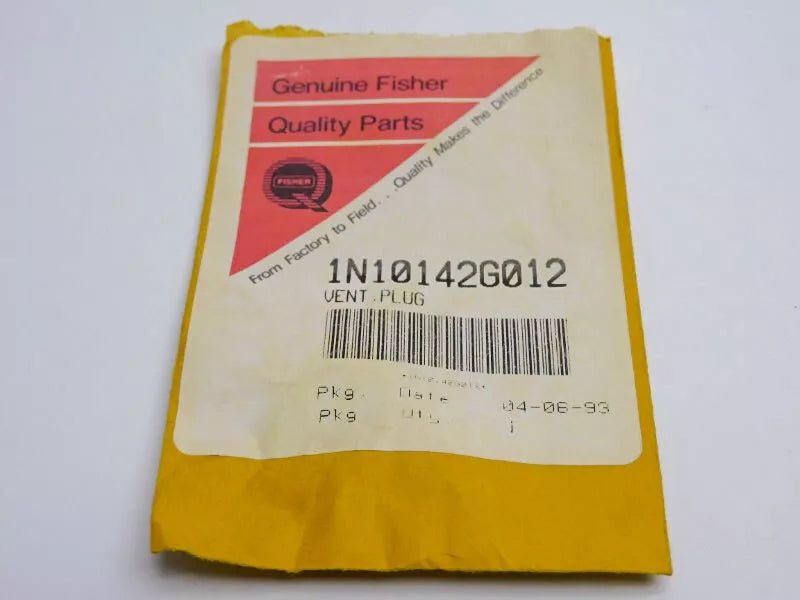 Genuine Fisher
Quality Parts
FISHER
From Factory to Field...Quality Makes the Difference
1N10142G012
VENT.PLUG
Pkg. Date 04-06-93
Pkg Qty. 1